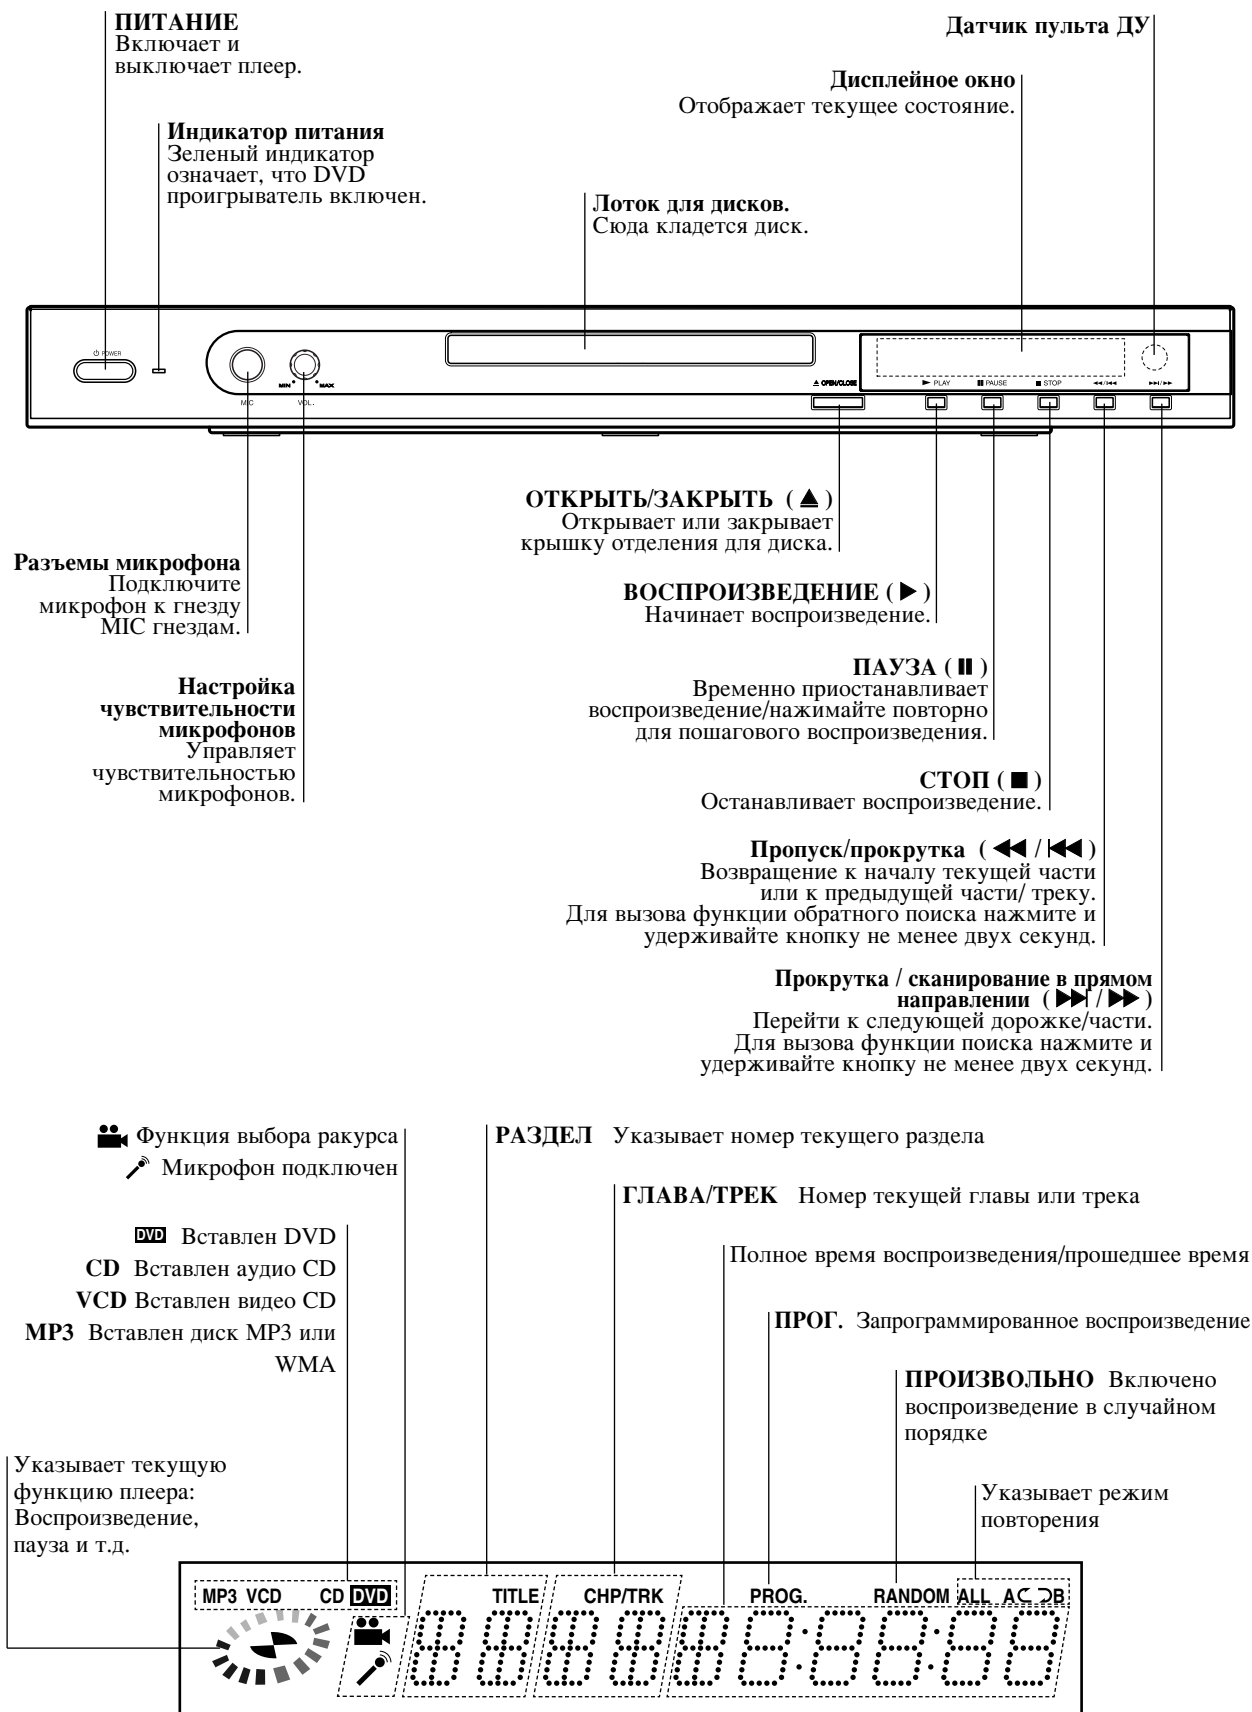 ПИТАНИЕ
Включает и
выключает плеер.
Датчик пульта ДУ
Дисплейное окно
Отображает текущее состояние.
Индикатор питания
Зеленый индикатор
означает, что DVD
проигрыватель включен.
Лоток для дисков.
Сюда кладется диск.
POWER
MIC
MIN
MAX
VOL.
OPEN/CLOSE
PLAY
PAUSE
STOP
ОТКРЫТЬ/ЗАКРЫТЬ ( ▲ )
Открывает или закрывает
крышку отделения для диска.
Разъемы микрофона
Подключите
микрофон к гнезду
MIC гнездам.
ВОСПРОИЗВЕДЕНИЕ ( ▶ )
Начинает воспроизведение.
ПАУЗА ( ▮▮ )
Временно приостанавливает
воспроизведение/нажимайте повторно
для пошагового воспроизведения.
Настройка
чувствительности
микрофонов
Управляет
чувствительностью
микрофонов.
СТОП ( ■ )
Останавливает воспроизведение.
Пропуск/прокрутка ( ◀◀ / |◀◀ )
Возвращение к началу текущей части
или к предыдущей части/ треку.
Для вызова функции обратного поиска нажмите и
удерживайте кнопку не менее двух секунд.
Прокрутка / сканирование в прямом
направлении ( ▶▶| / ▶▶ )
Перейти к следующей дорожке/части.
Для вызова функции поиска нажмите и
удерживайте кнопку не менее двух секунд.
Функция выбора ракурса
Микрофон подключен
РАЗДЕЛ Указывает номер текущего раздела
ГЛАВА/ТРЕК Номер текущей главы или трека
DVD Вставлен DVD
CD Вставлен аудио CD
VCD Вставлен видео CD
MP3 Вставлен диск MP3 или
WMA
Полное время воспроизведения/прошедшее время
ПРОГ. Запрограммированное воспроизведение
ПРОИЗВОЛЬНО Включено
воспроизведение в случайном
порядке
Указывает текущую
функцию плеера:
Воспроизведение,
пауза и т.д.
Указывает режим
повторения
MP3 VCD CD DVD TITLE CHP/TRK PROG. RANDOM ALL A B